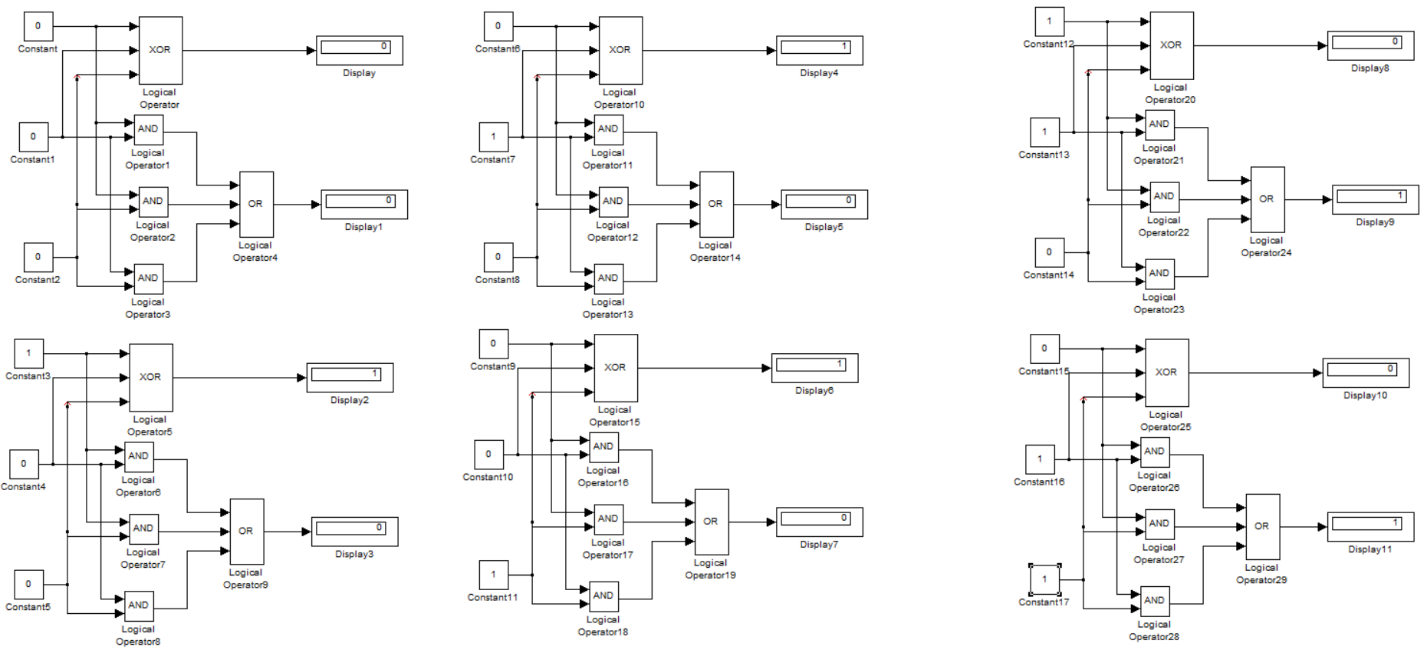 0
Constant
XOR
Logical
Operator
0
Display
0
Constant1
AND
Logical
Operator1
AND
Logical
Operator2
OR
Logical
Operator4
0
Display1
0
Constant2
AND
Logical
Operator3
0
Constant6
XOR
Logical
Operator10
1
Display4
1
Constant7
AND
Logical
Operator11
AND
Logical
Operator12
OR
Logical
Operator14
0
Display5
0
Constant8
AND
Logical
Operator13
1
Constant12
XOR
Logical
Operator20
0
Display8
1
Constant13
AND
Logical
Operator21
AND
Logical
Operator22
OR
Logical
Operator24
1
Display9
0
Constant14
AND
Logical
Operator23
1
Constant3
XOR
Logical
Operator5
1
Display2
0
Constant4
AND
Logical
Operator6
AND
Logical
Operator7
OR
Logical
Operator9
0
Display3
0
Constant5
AND
Logical
Operator8
0
Constant9
XOR
Logical
Operator15
1
Display6
0
Constant10
AND
Logical
Operator16
AND
Logical
Operator17
OR
Logical
Operator19
0
Display7
1
Constant11
AND
Logical
Operator18
0
Constant15
XOR
Logical
Operator25
0
Display10
1
Constant16
AND
Logical
Operator26
AND
Logical
Operator27
OR
Logical
Operator29
1
Display11
1
Constant17
AND
Logical
Operator28